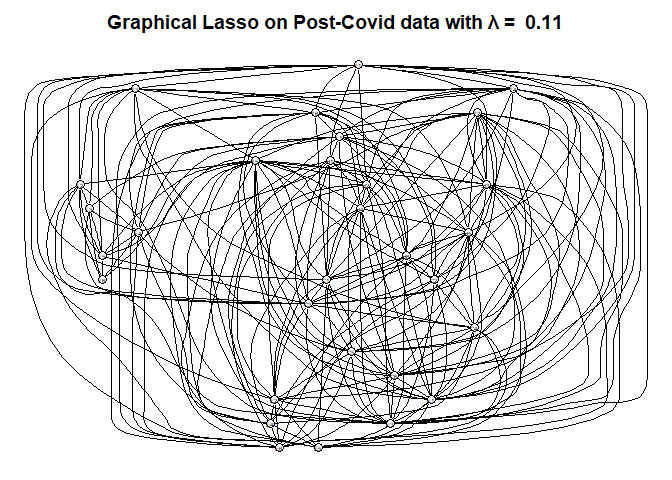 Graphical Lasso on Post-Covid data with λ = 0.11